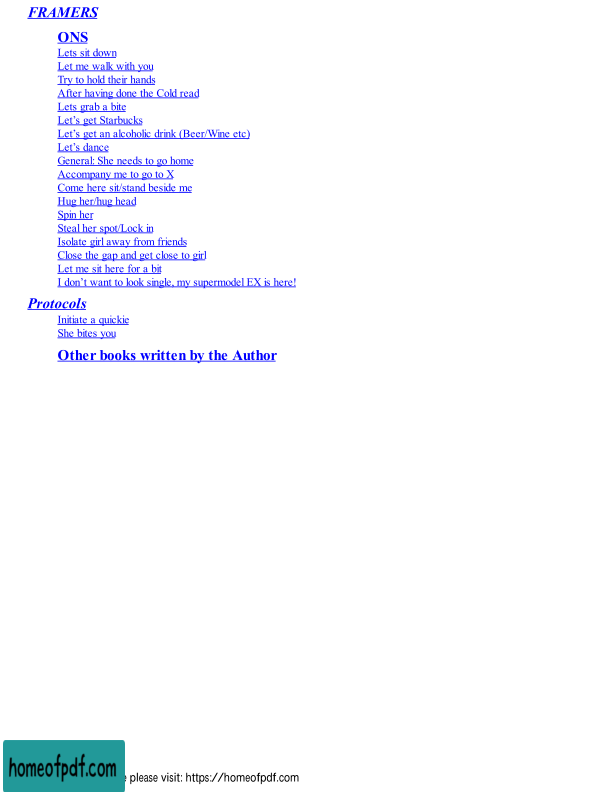 FRAMERS
ONS
Lets sit down
Let me walk with you
Try to hold their hands
After having done the Cold read
Lets grab a bite
Let's get Starbucks
Let's get an alcoholic drink (Beer/Wine etc)
Let's dance
General: She needs to go home
Accompany me to go to X
Come here sit/stand beside me
Hug her/hug head
Spin her
Steal her spot/Lock in
Isolate girl away from friends
Close the gap and get close to girl
Let me sit here for a bit
I don't want to look single, my supermodel EX is here!
Protocols
Initiate a quickie
She bites you
Other books written by the Author
homeofpdf.com
please visit: https://homeofpdf.com